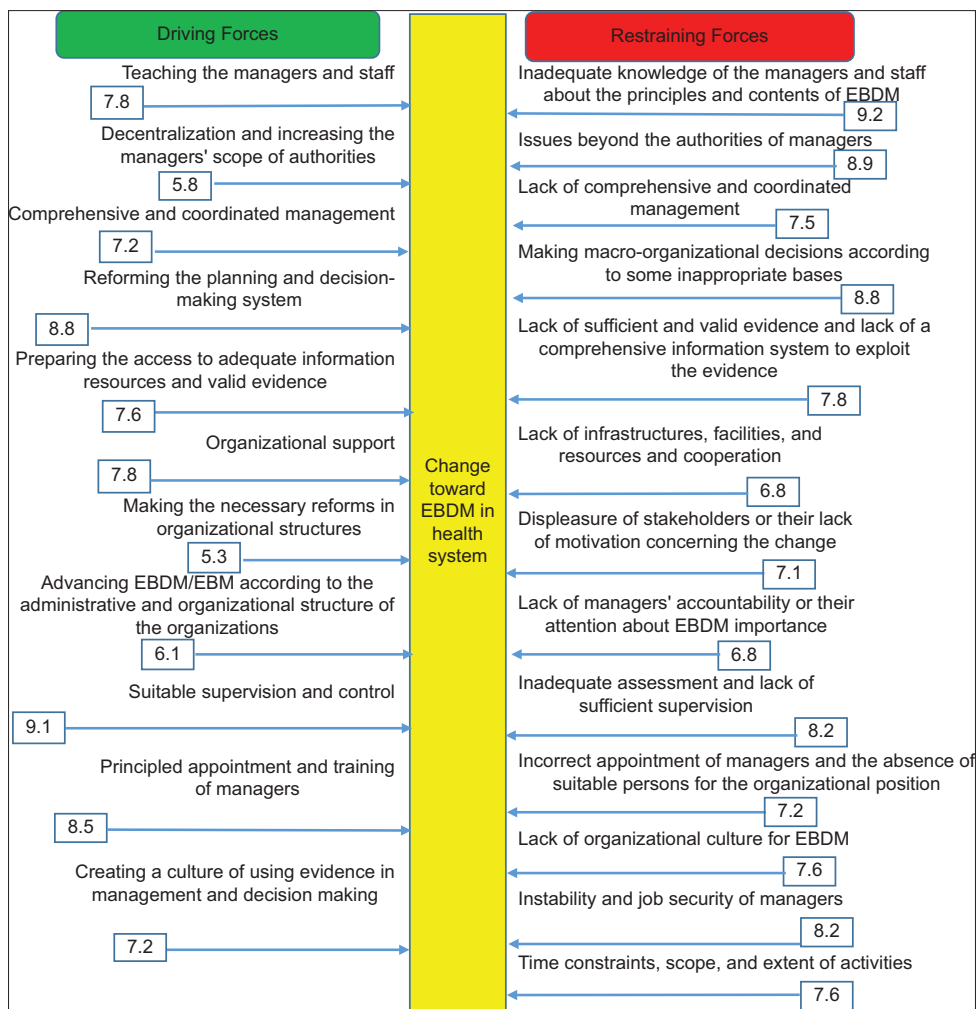 Driving Forces
Teaching the managers and staff
7.8
Decentralization and increasing the
managers' scope of authorities
5.8
Comprehensive and coordinated management
7.2
Reforming the planning and decision-
making system
8.8
Preparing the access to adequate information
resources and valid evidence
7.6
Organizational support
7.8
Making the necessary reforms in
organizational structures
5.3
Advancing EBDM/EBM according to the
administrative and organizational structure of
the organizations
6.1
Suitable supervision and control
9.1
Principled appointment and training
of managers
8.5
Creating a culture of using evidence in
management and decision making
7.2
Change
toward
EBDM in
health
system
Restraining Forces
Inadequate knowledge of the managers and staff
about the principles and contents of EBDM
9.2
Issues beyond the authorities of managers
8.9
Lack of comprehensive and coordinated
management
7.5
Making macro-organizational decisions according
to some inappropriate bases
8.8
Lack of sufficient and valid evidence and lack of a
comprehensive information system to exploit
the evidence
7.8
Lack of infrastructures, facilities, and
resources and cooperation
6.8
Displeasure of stakeholders or their lack
of motivation concerning the change
7.1
Lack of managers' accountability or their
attention about EBDM importance
6.8
Inadequate assessment and lack of
sufficient supervision
8.2
Incorrect appointment of managers and the absence of
suitable persons for the organizational position
7.2
Lack of organizational culture for EBDM
7.6
Instability and job security of managers
8.2
Time constraints, scope, and extent of activities
7.6